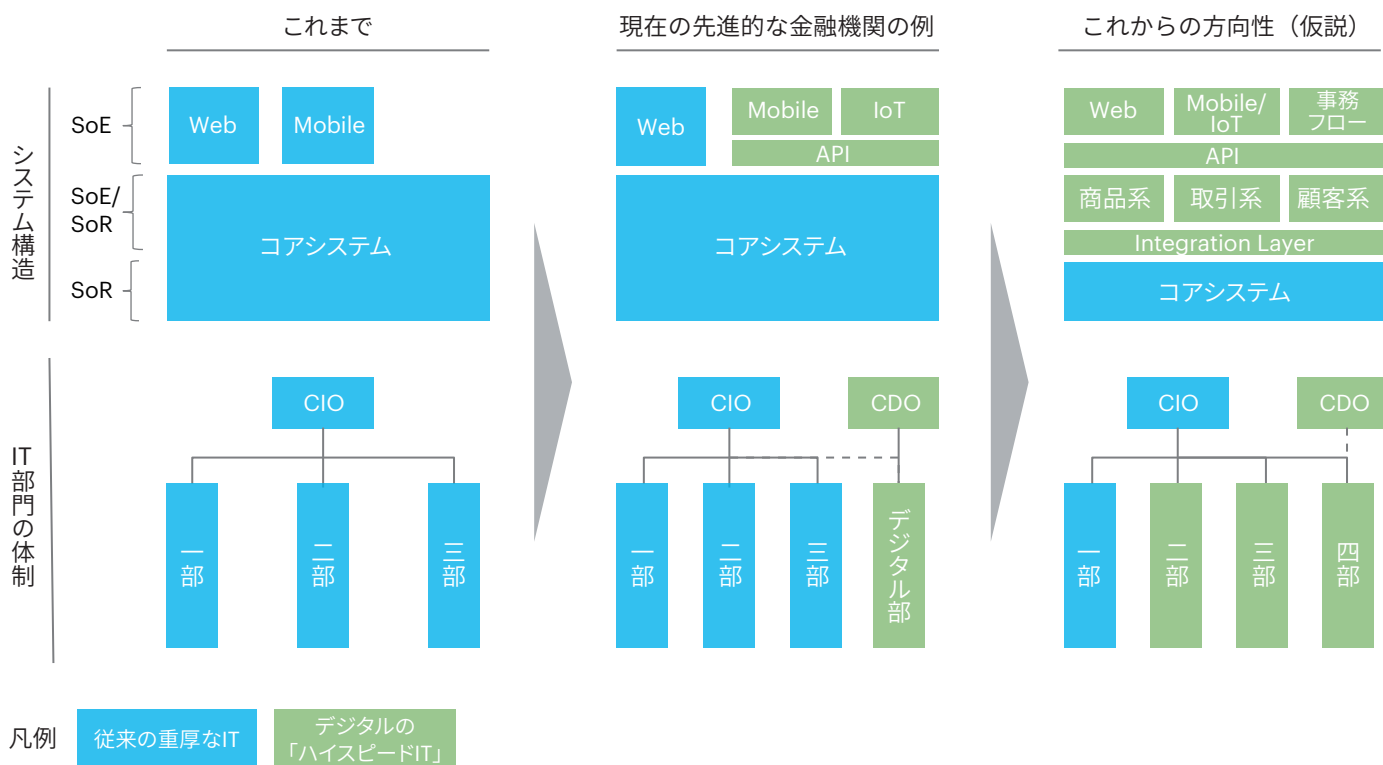 これまで
現在の先進的な金融機関の例
これからの方向性（仮説）
システム構造
SoE
SoE/
SoR
SoR
Web
Mobile
コアシステム
Web
Mobile
IoT
API
コアシステム
Web
Mobile/
IoT
事務
フロー
API
商品系
取引系
顧客系
Integration Layer
コアシステム
IT部門の体制
CIO
一部
二部
三部
CIO
CDO
一部
二部
三部
デジタル部
CIO
CDO
一部
二部
三部
四部
凡例
従来の重厚なIT
デジタルの
「ハイスピードIT」